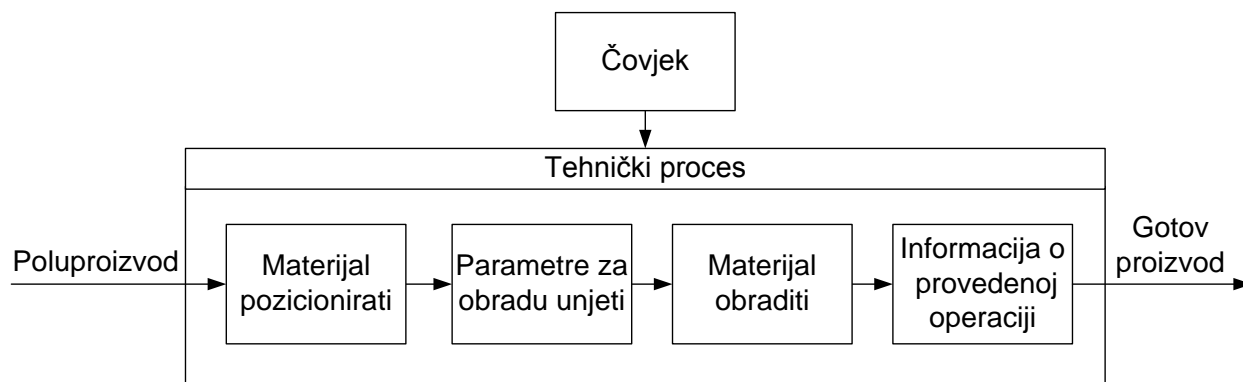 Čovjek
Tehnički proces
Poluproizvod
Materijal
pozicionirati
Parametre za
obradu unjeti
Materijal
obraditi
Informacija o
provedenoj
operaciji
Gotov
proizvod